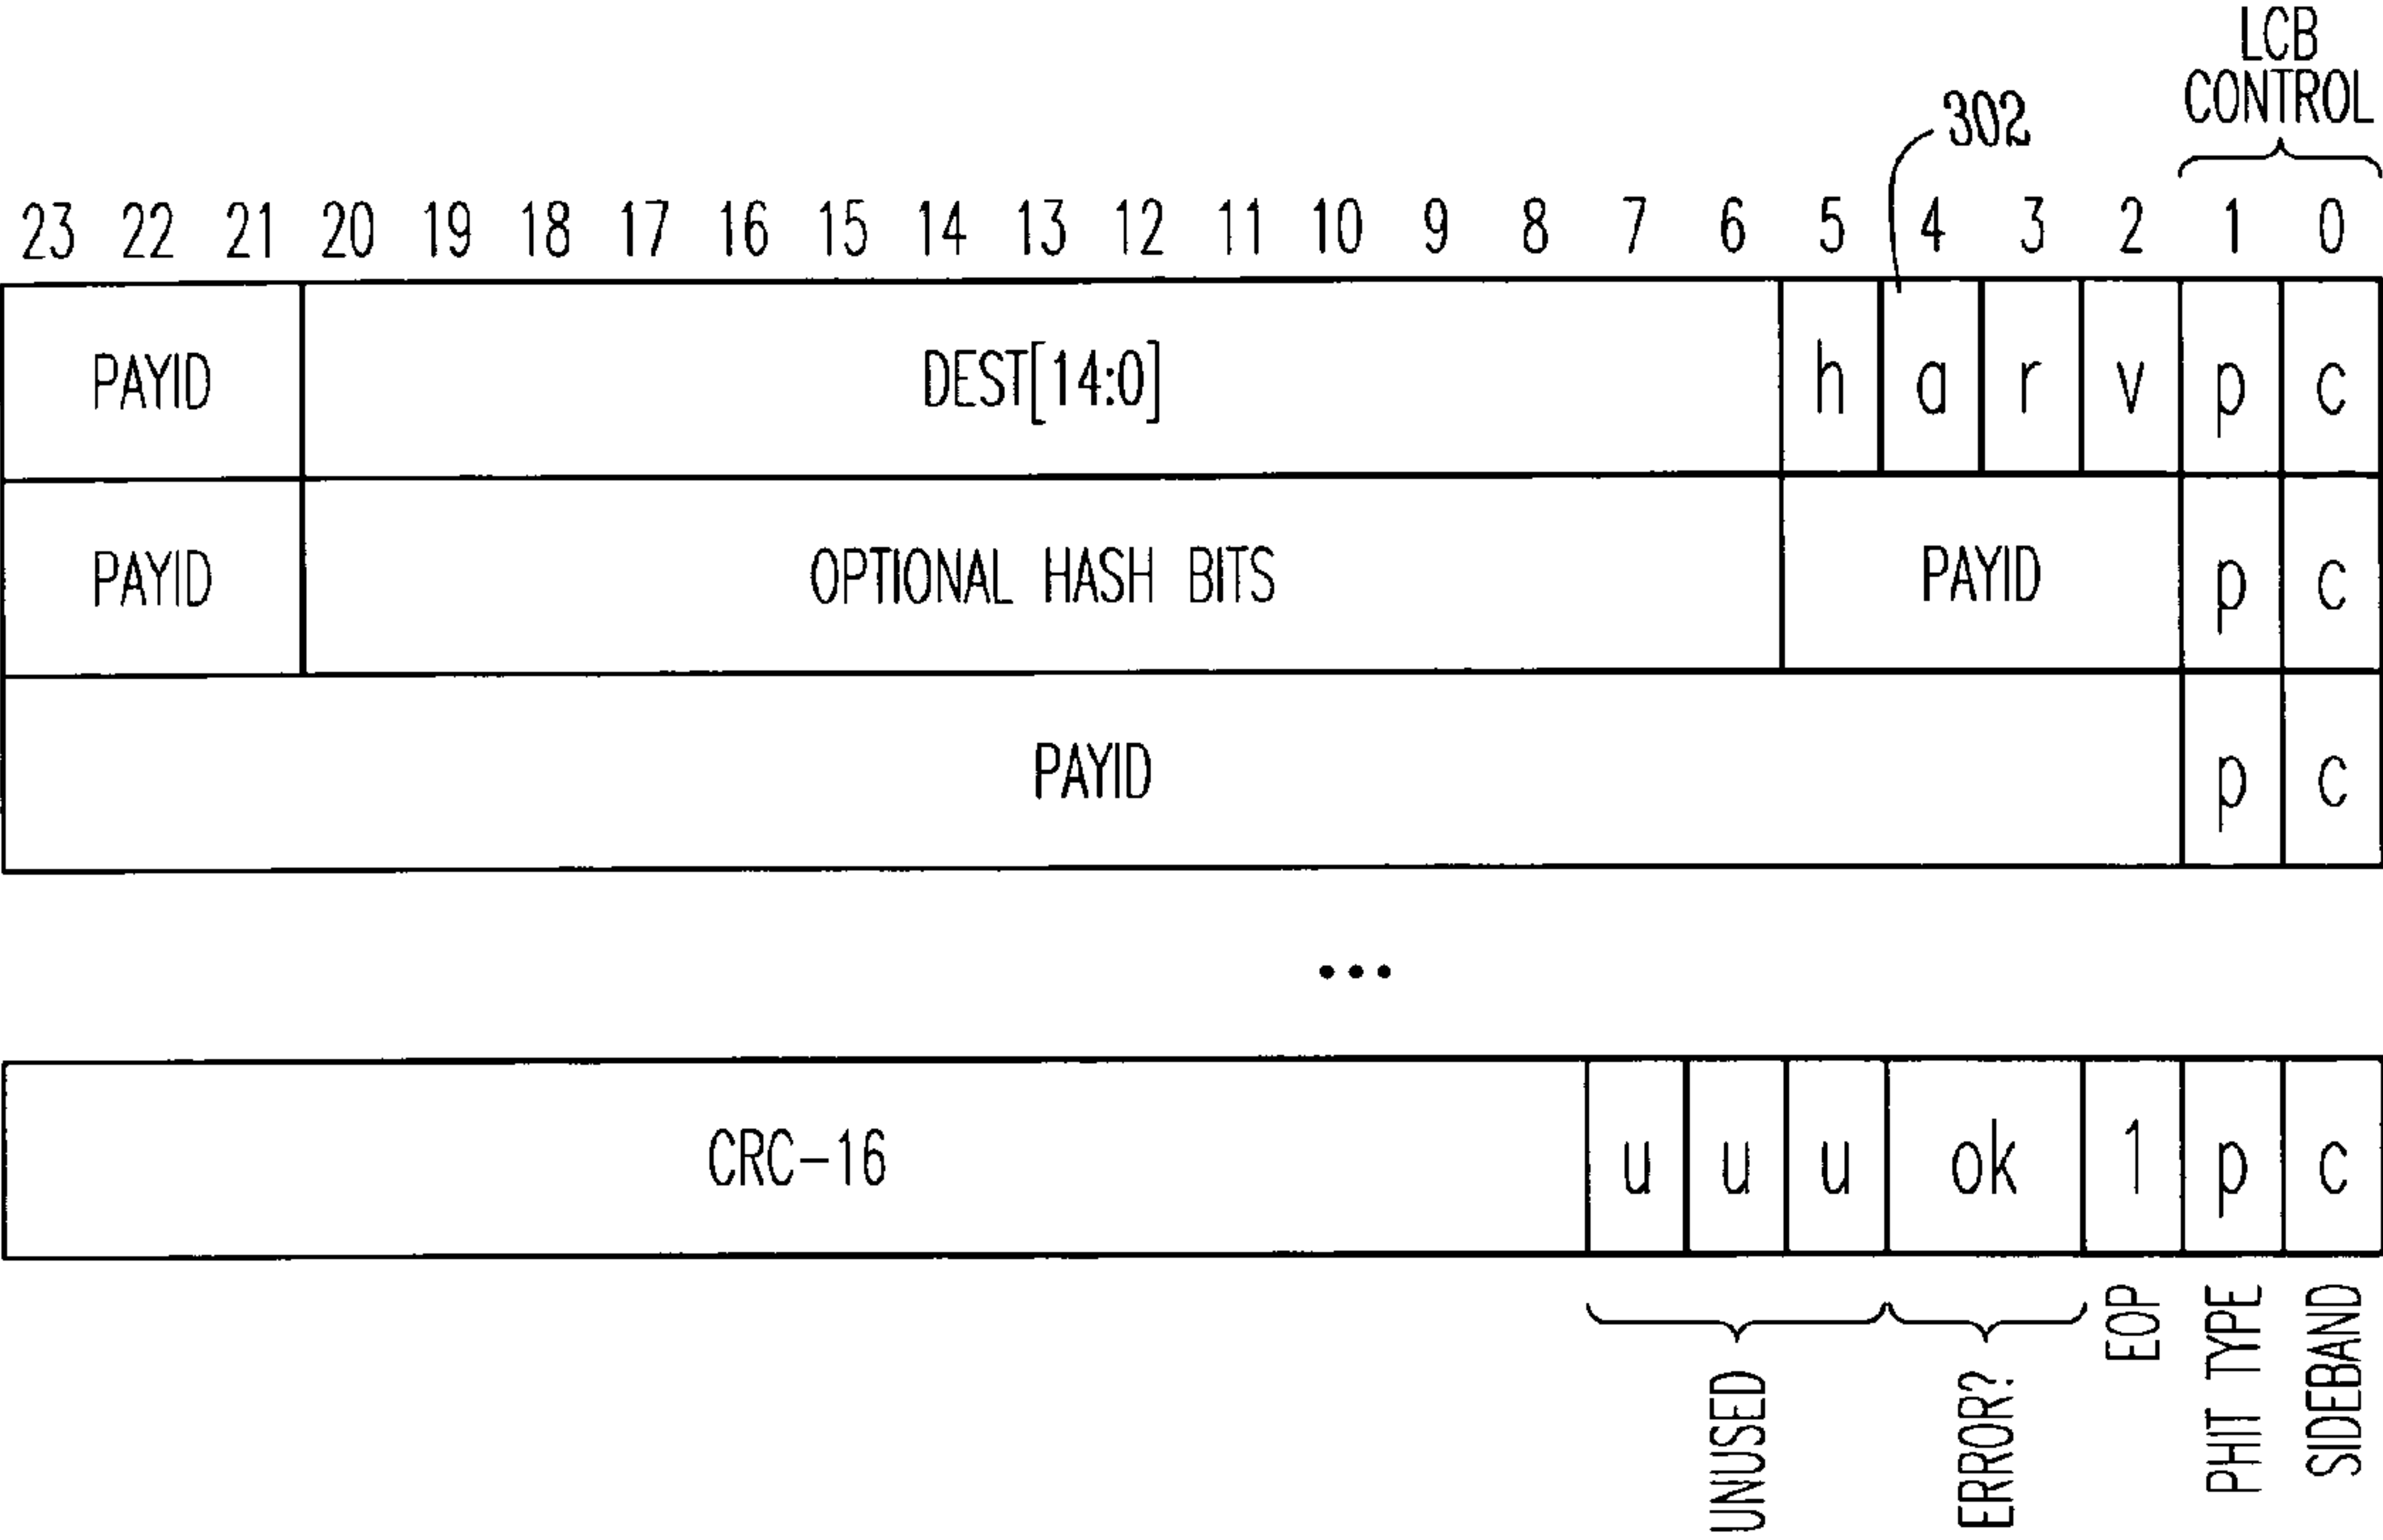 LCB
CONTROL
302
23 22 21 20 19 18 17 16 15 14 13 12 11 10 9 8 7 6 5 4 3 2 1 0
PAYID DEST[14:0] h a r v p c
PAYID OPTIONAL HASH BITS PAYID p c
PAYID p c
...
CRC-16 u u u ok 1 p c
UNUSED
ERROR?
EOP
PHIT TYPE
SIDEBAND